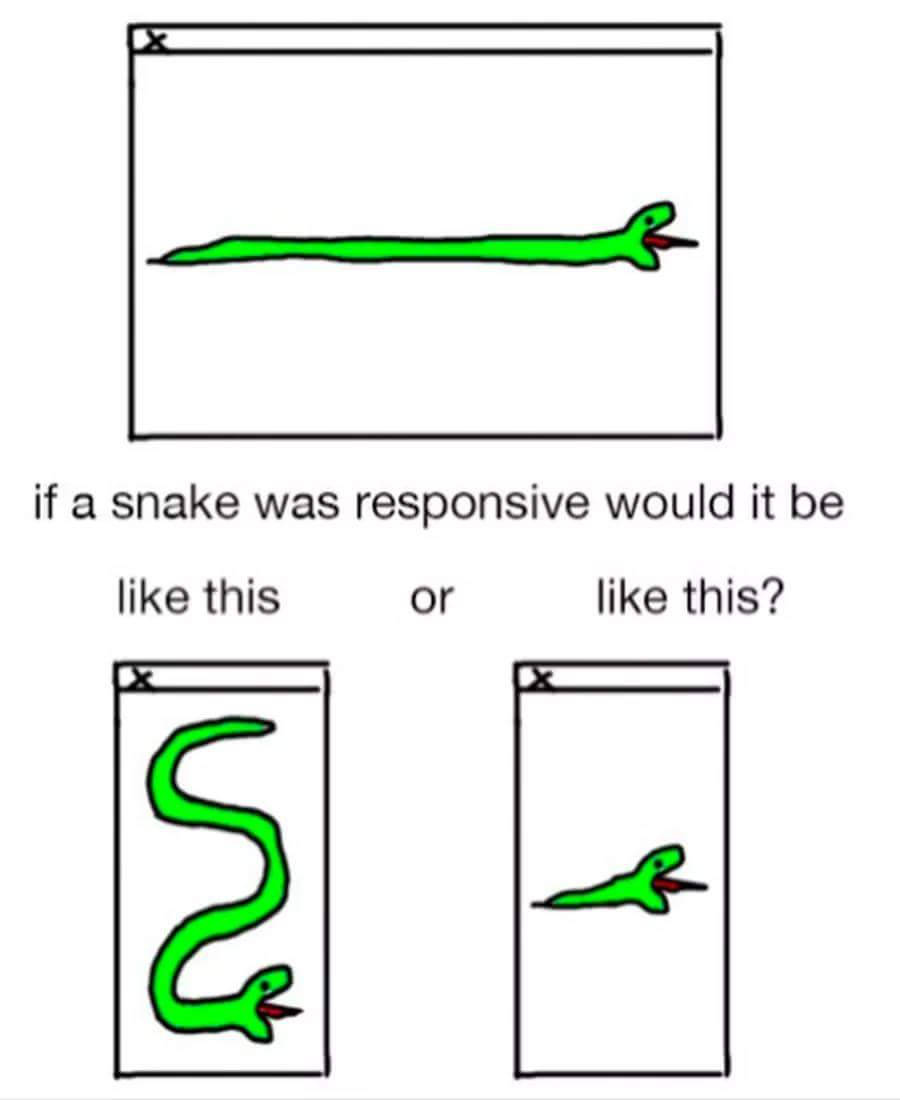 x
if a snake was responsive would it be
like this or like this?
x x